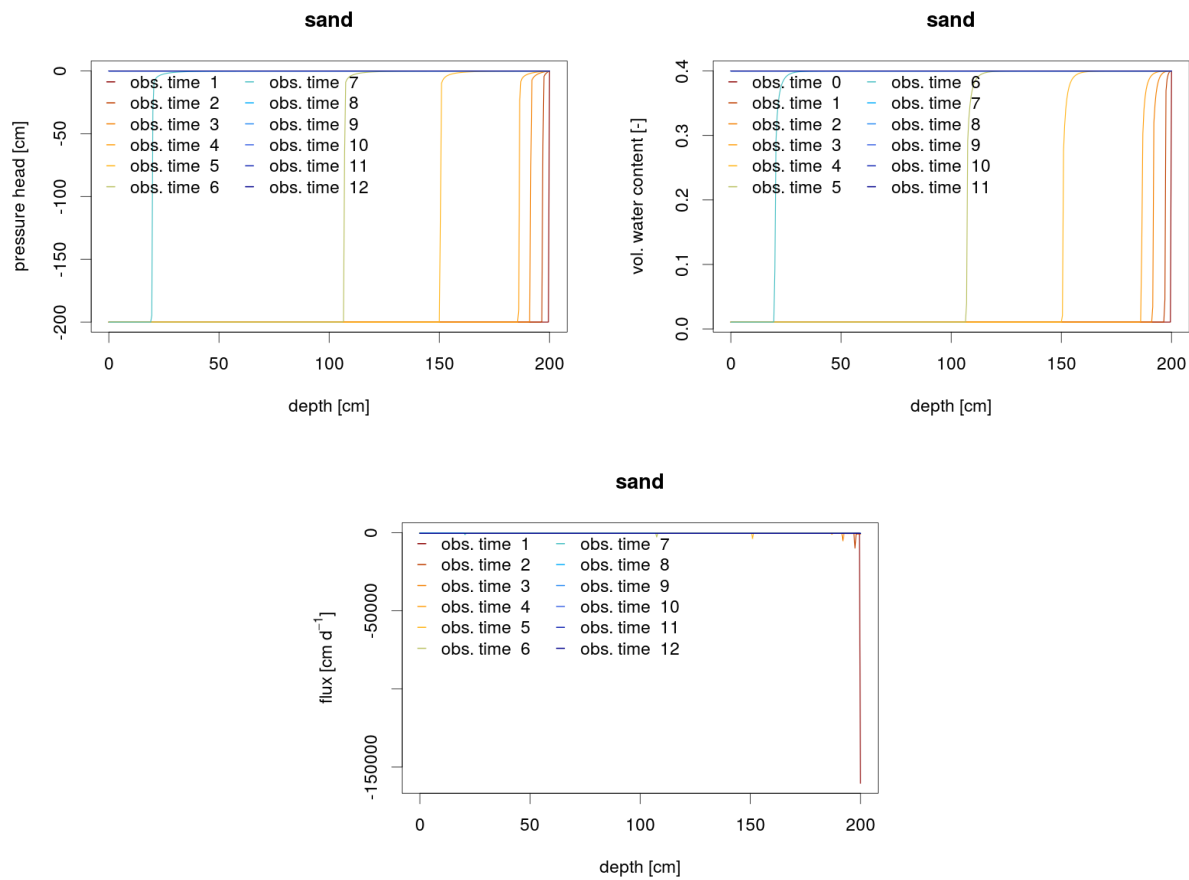 sand
pressure head [cm]
0
-50
-100
-150
-200
obs. time 1
obs. time 2
obs. time 3
obs. time 4
obs. time 5
obs. time 6
obs. time 7
obs. time 8
obs. time 9
obs. time 10
obs. time 11
obs. time 12
0 50 100 150 200
depth [cm]
sand
vol. water content [-]
0.4
0.3
0.2
0.1
0.0
obs. time 0
obs. time 1
obs. time 2
obs. time 3
obs. time 4
obs. time 5
obs. time 6
obs. time 7
obs. time 8
obs. time 9
obs. time 10
obs. time 11
0 50 100 150 200
depth [cm]
sand
flux [cm d⁻¹]
0
-50000
-150000
obs. time 1
obs. time 2
obs. time 3
obs. time 4
obs. time 5
obs. time 6
obs. time 7
obs. time 8
obs. time 9
obs. time 10
obs. time 11
obs. time 12
0 50 100 150 200
depth [cm]